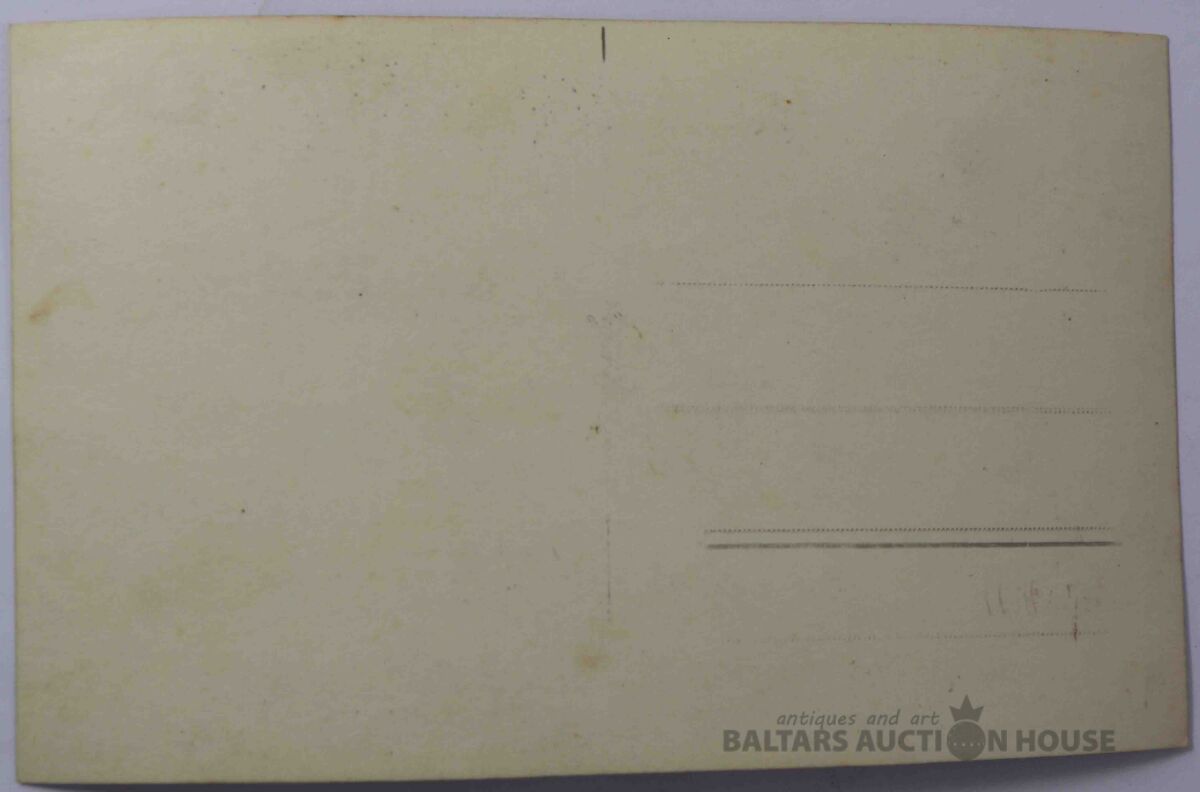 antiques and art
BALTARS AUCTION HOUSE